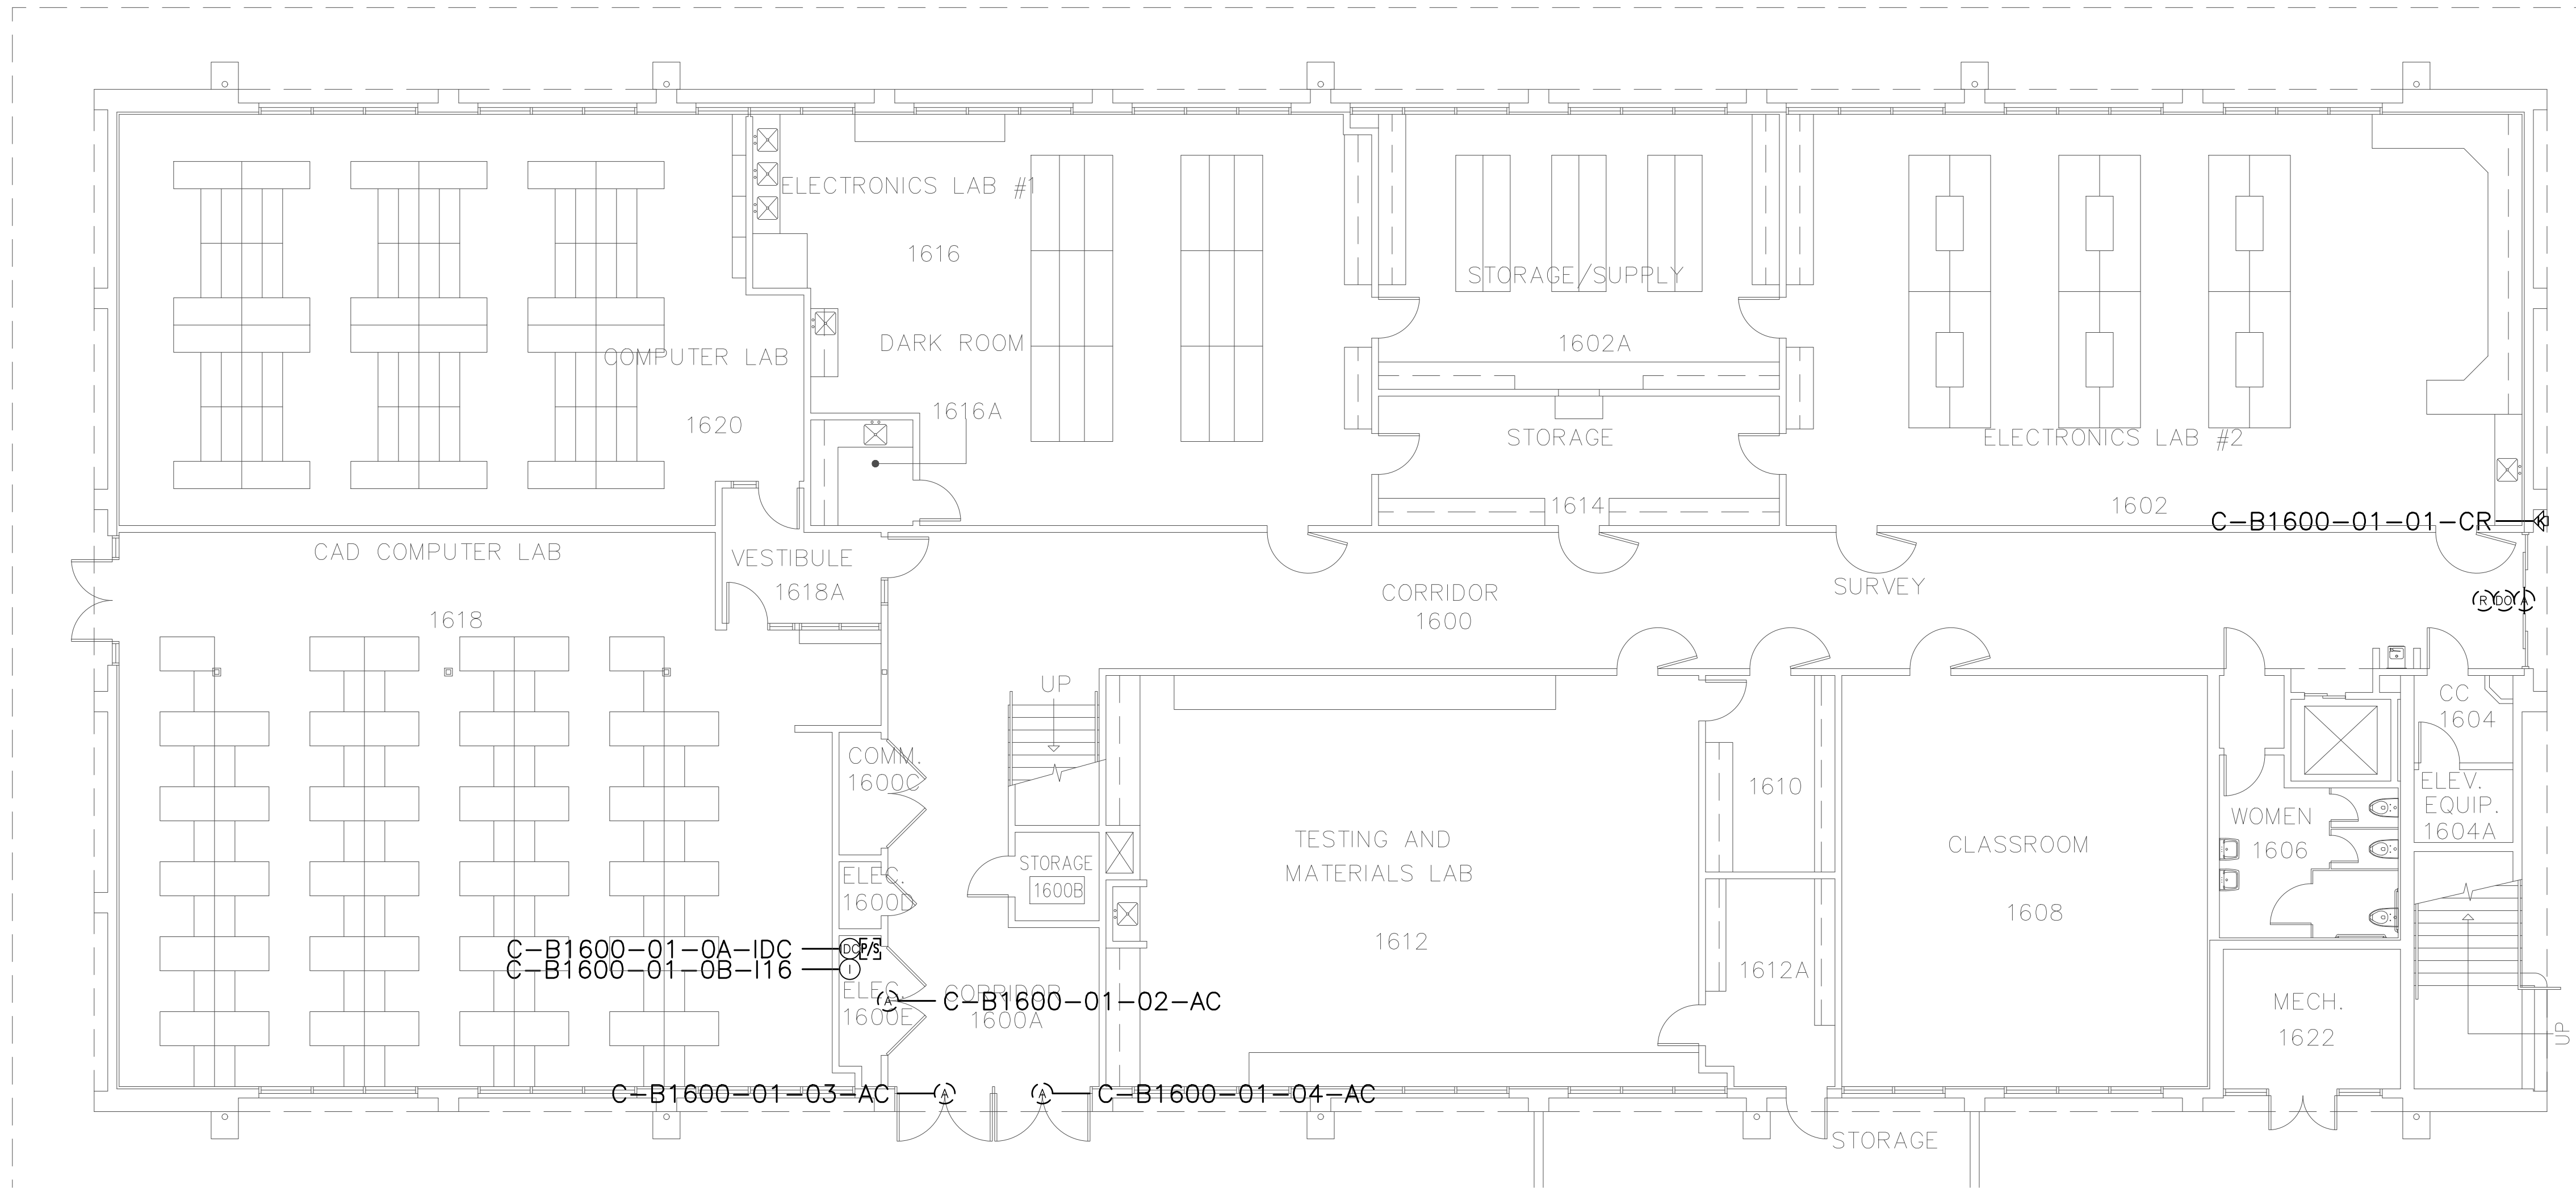 ELECTRONICS LAB #1
1616
STORAGE/SUPPLY
1602A
DARK ROOM
1616A
COMPUTER LAB
1620
STORAGE
1614
ELECTRONICS LAB #2
1602
C-B1600-01-01-CR
CAD COMPUTER LAB
1618
VESTIBULE
1618A
CORRIDOR
1600
SURVEY
R
DO
A
UP
CC
1604
COMM.
1600C
1610
ELEV.
EQUIP.
1604A
WOMEN
1606
TESTING AND
MATERIALS LAB
1612
CLASSROOM
1608
STORAGE
1600B
ELEC.
1600D
C-B1600-01-0A-IDC
IDC
P/S
C-B1600-01-0B-I16
I
ELEC.
1600E
A
C-B1600-01-02-AC
CORRIDOR
1600A
1612A
MECH.
1622
UP
C-B1600-01-03-AC
A
A
C-B1600-01-04-AC
STORAGE